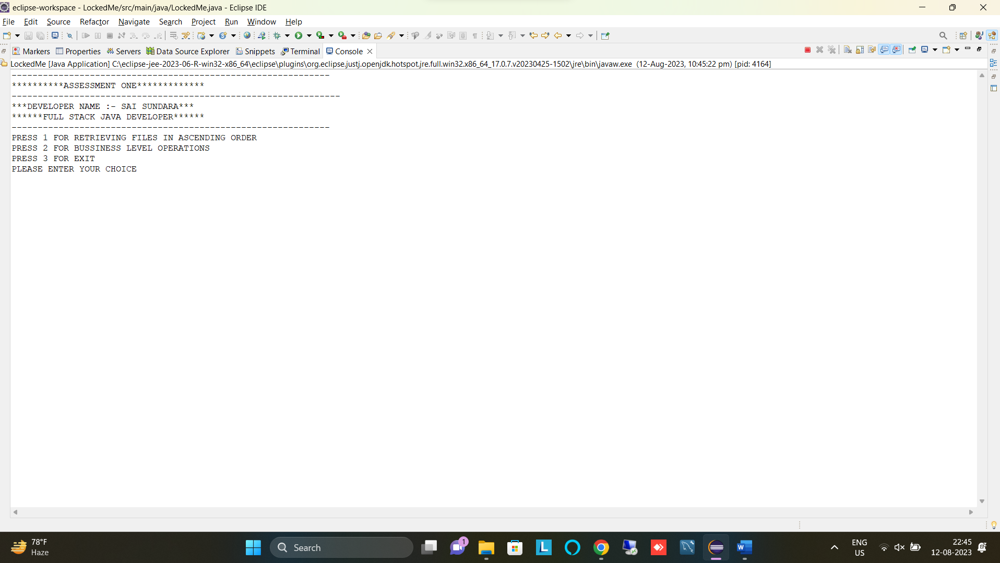 eclipse-workspace - LockedMe/src/main/java/LockedMe.java - Eclipse IDE
File Edit Source Refactor Navigate Search Project Run Window Help
Markers Properties Servers Data Source Explorer Snippets Terminal Console
LockedMe [Java Application] C:\eclipse-jee-2023-06-R-win32-x86_64\eclipse\plugins\org.eclipse.justj.openjdk.hotspot.jre.full.win32.x86_64_17.0.7.v20230425-1502\jre\bin\javaw.exe (12-Aug-2023, 10:45:22 pm) [pid: 4164]
-------------------------------------------------------------
**********ASSESSMENT ONE*************
---------------------------------------------------------------
***DEVELOPER NAME :- SAI SUNDARA***
******FULL STACK JAVA DEVELOPER******
-------------------------------------------------------------
PRESS 1 FOR RETRIEVING FILES IN ASCENDING ORDER
PRESS 2 FOR BUSSINESS LEVEL OPERATIONS
PRESS 3 FOR EXIT
PLEASE ENTER YOUR CHOICE
78°F
Haze
Search
1
L
W
ENG
US
22:45
12-08-2023